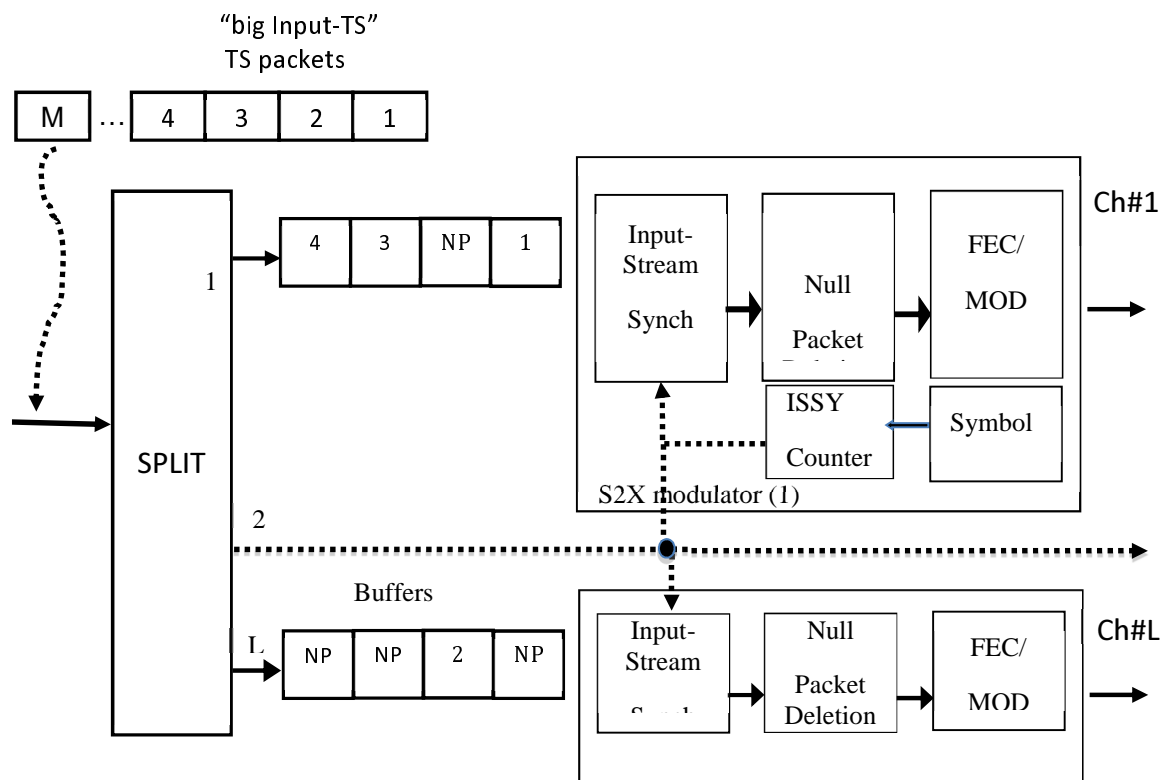 “big Input-TS”
TS packets
M ... 4 3 2 1
Ch#1
1
4 3 NP 1
Input-
Stream
Synch
Null
Packet
FEC/
MOD
ISSY
Counter
Symbol
SPLIT
S2X modulator (1)
2
Buffers
L
NP NP 2 NP
Input-
Stream
Null
Packet
Deletion
FEC/
MOD
Ch#L